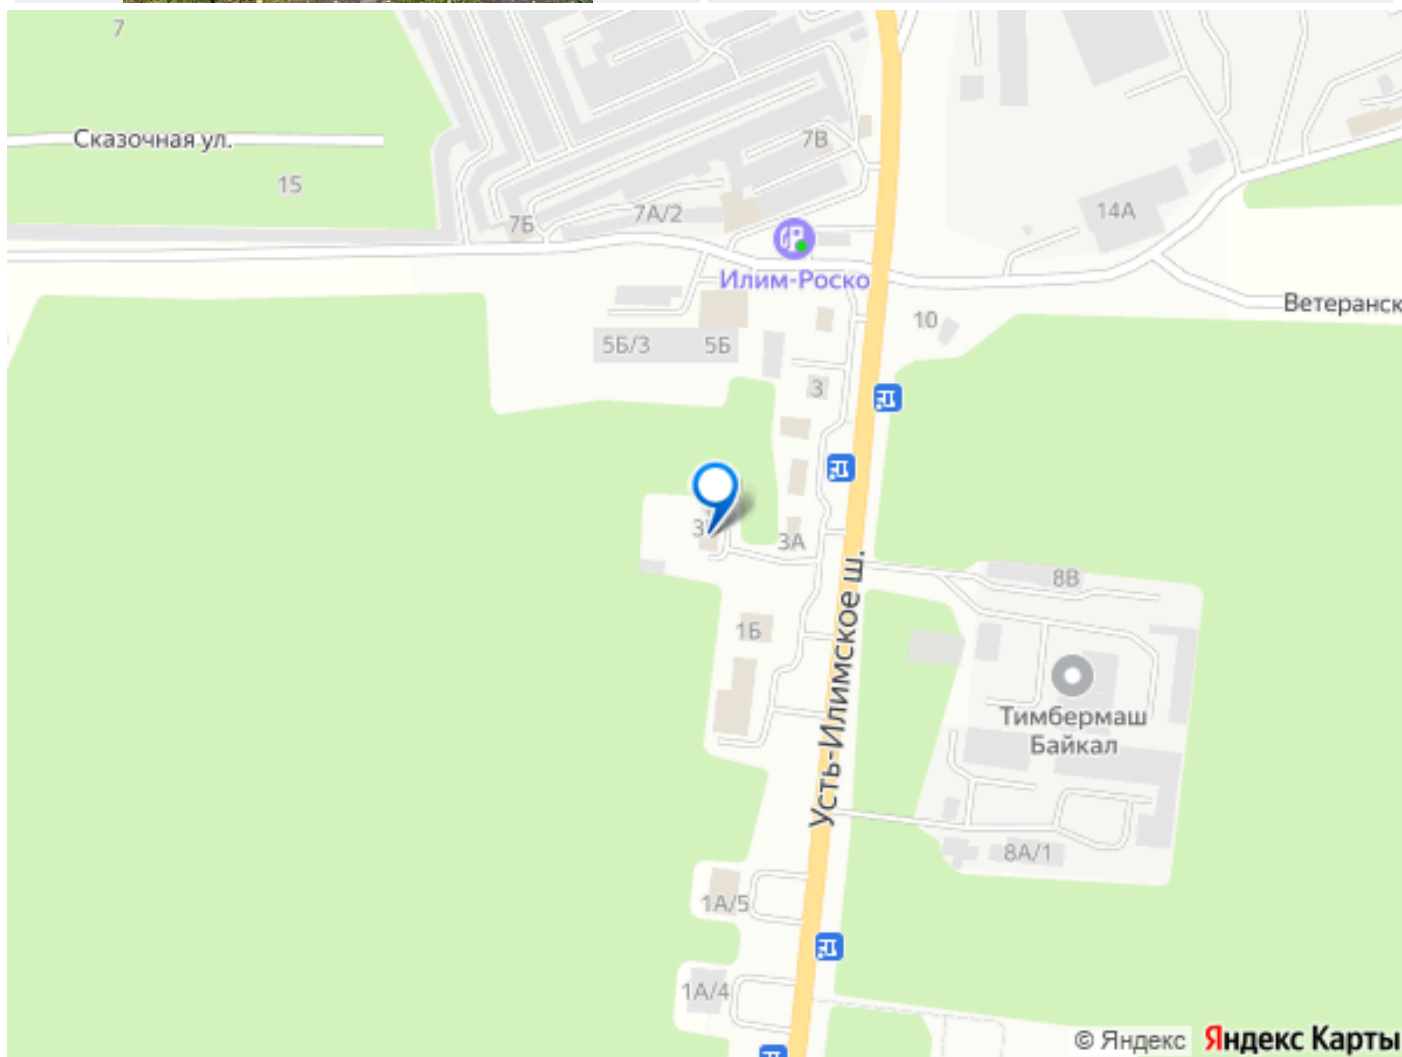 7
Сказочная ул.
15
7В
7Б
7А/2
14А
Илим-Роско
Ветеранск
10
5Б/3
5Б
3
3А
8В
1Б
Усть-Илимское ш.
Тимбермаш
Байкал
8А/1
1А/5
1А/4
© Яндекс
Яндекс Карты